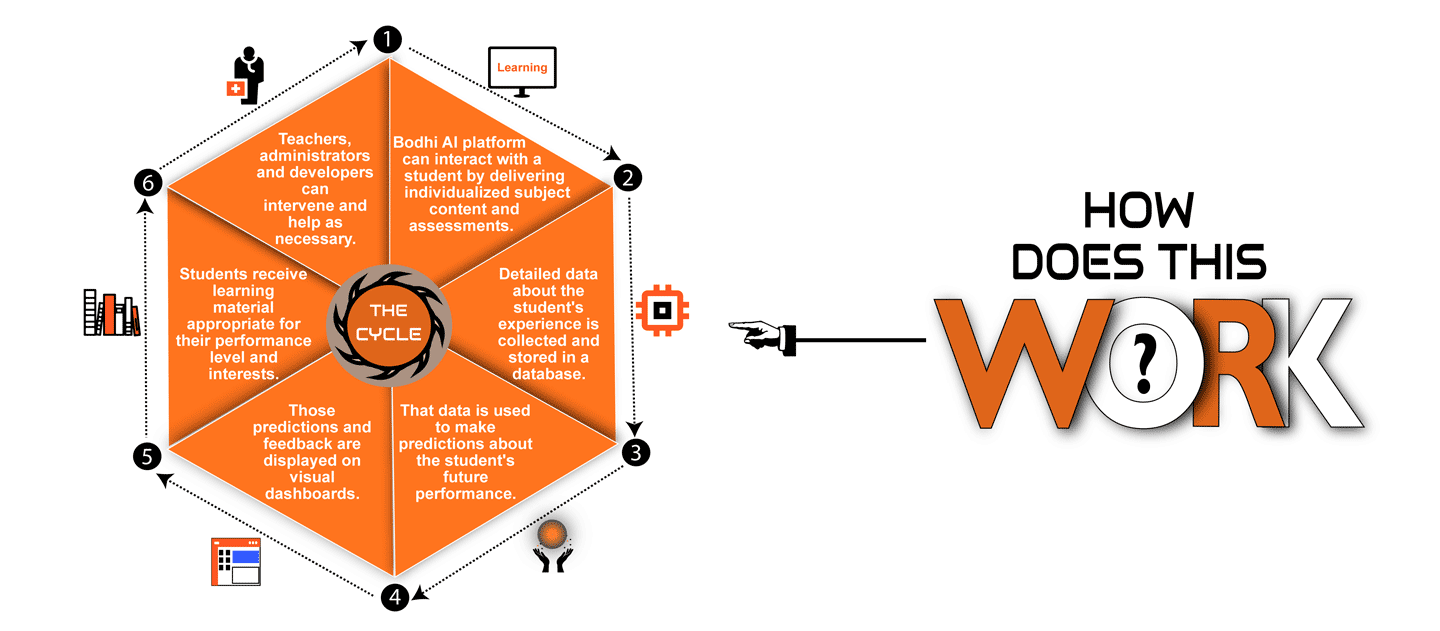 1
Learning
Bodhi AI platform
can interact with a
student by delivering
individualized subject
content and
assessments.
2
Detailed data
about the
student's
experience is
collected and
stored in a
database.
3
That data is used
to make
predictions about
the student's
future
performance.
4
Those
predictions and
feedback are
displayed on
visual
dashboards.
5
Students receive
learning
material
appropriate for
their performance
level and
interests.
6
Teachers,
administrators
and developers
can
intervene and
help as
necessary.
THE
CYCLE
HOW
DOES THIS
WORK
?